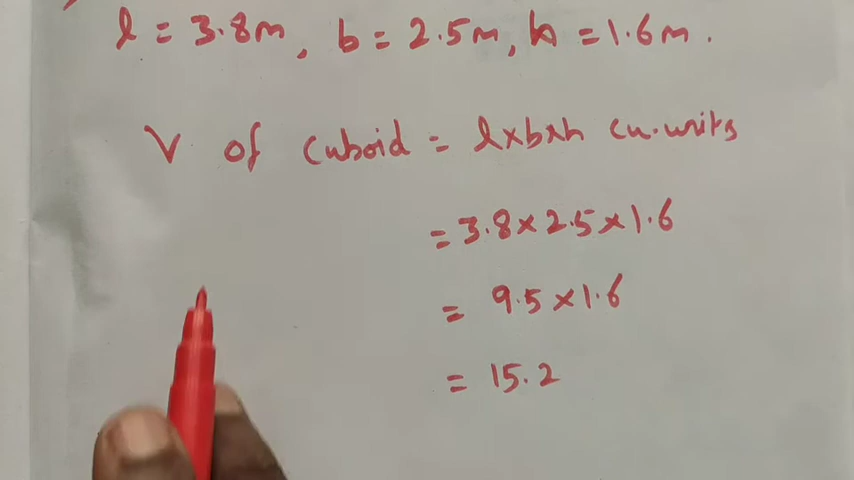 l = 3.8m, b = 2.5m, h = 1.6m.
V of cuboid = l×b×h cu.units
= 3.8×2.5×1.6
= 9.5×1.6
= 15.2